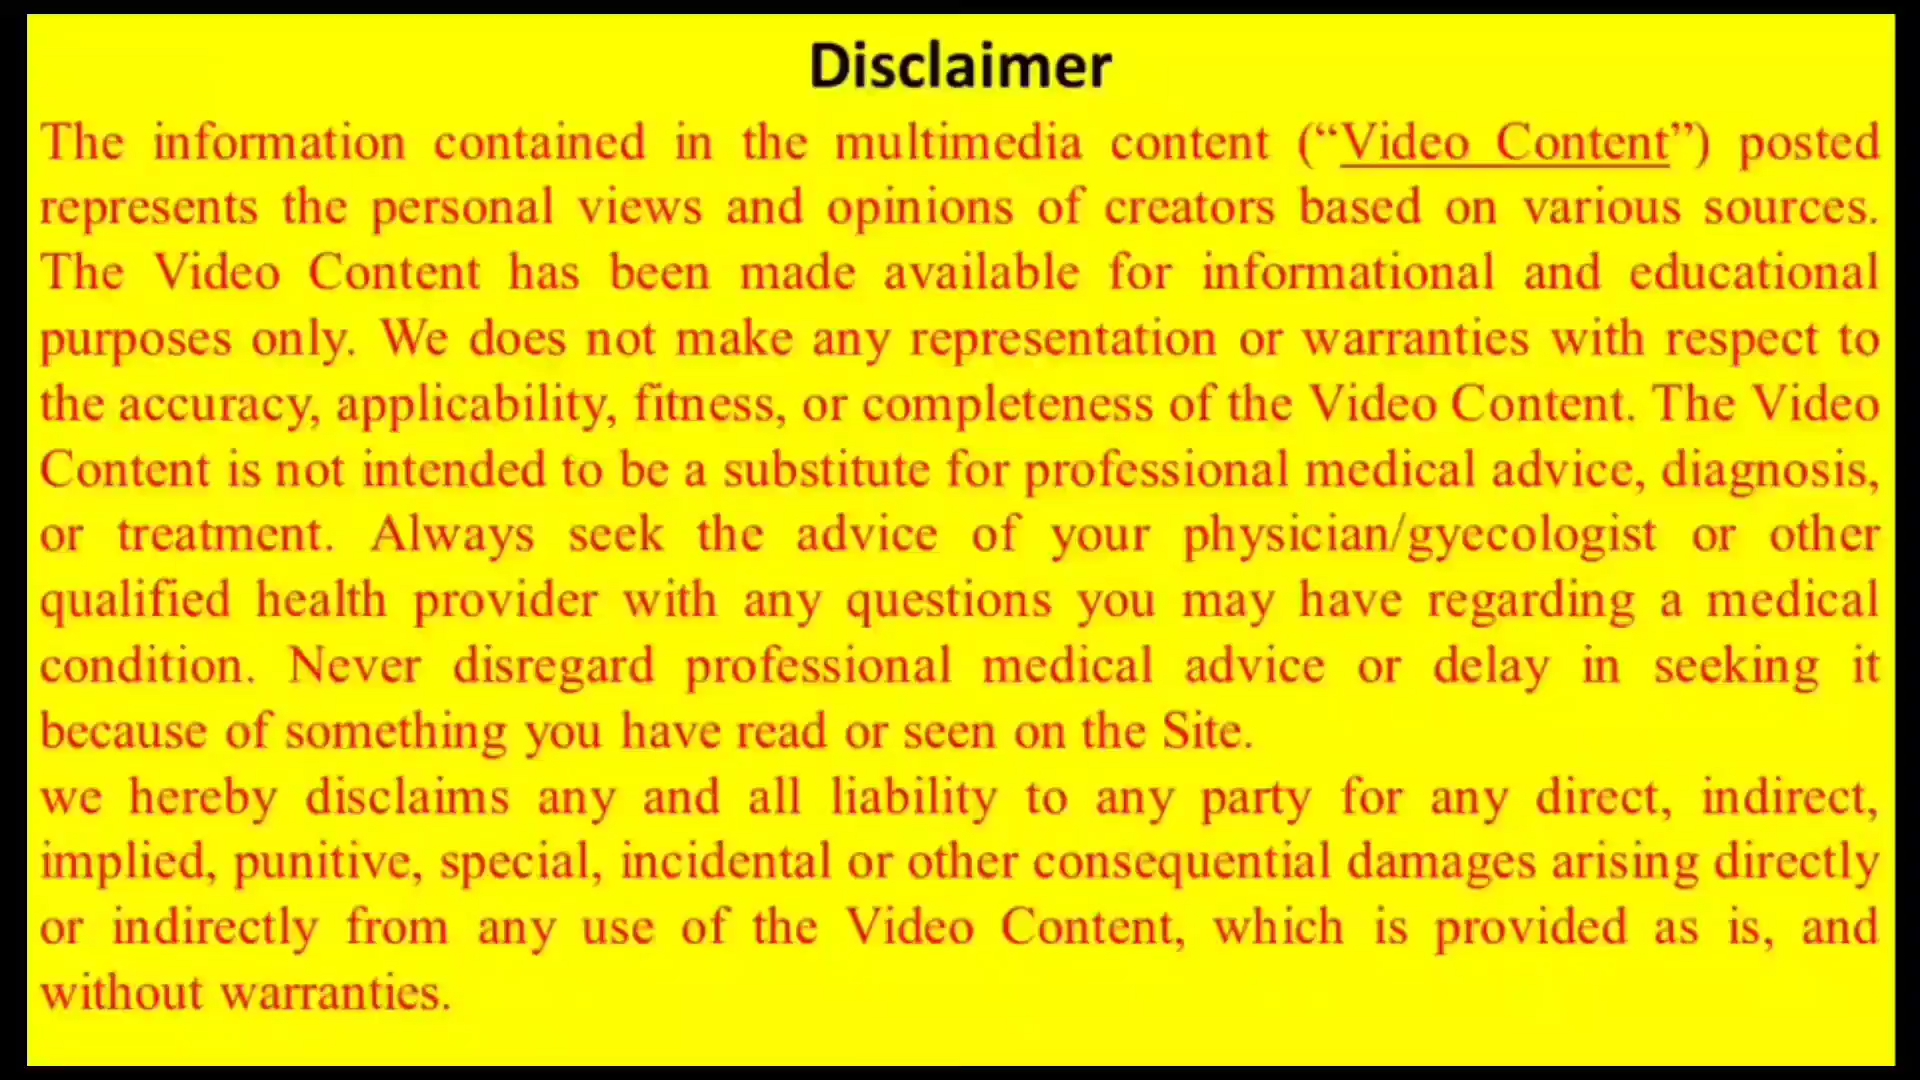 Disclaimer
The information contained in the multimedia content (“Video Content”) posted
represents the personal views and opinions of creators based on various sources.
The Video Content has been made available for informational and educational
purposes only. We does not make any representation or warranties with respect to
the accuracy, applicability, fitness, or completeness of the Video Content. The Video
Content is not intended to be a substitute for professional medical advice, diagnosis,
or treatment. Always seek the advice of your physician/gyecologist or other
qualified health provider with any questions you may have regarding a medical
condition. Never disregard professional medical advice or delay in seeking it
because of something you have read or seen on the Site.
we hereby disclaims any and all liability to any party for any direct, indirect,
implied, punitive, special, incidental or other consequential damages arising directly
or indirectly from any use of the Video Content, which is provided as is, and
without warranties.